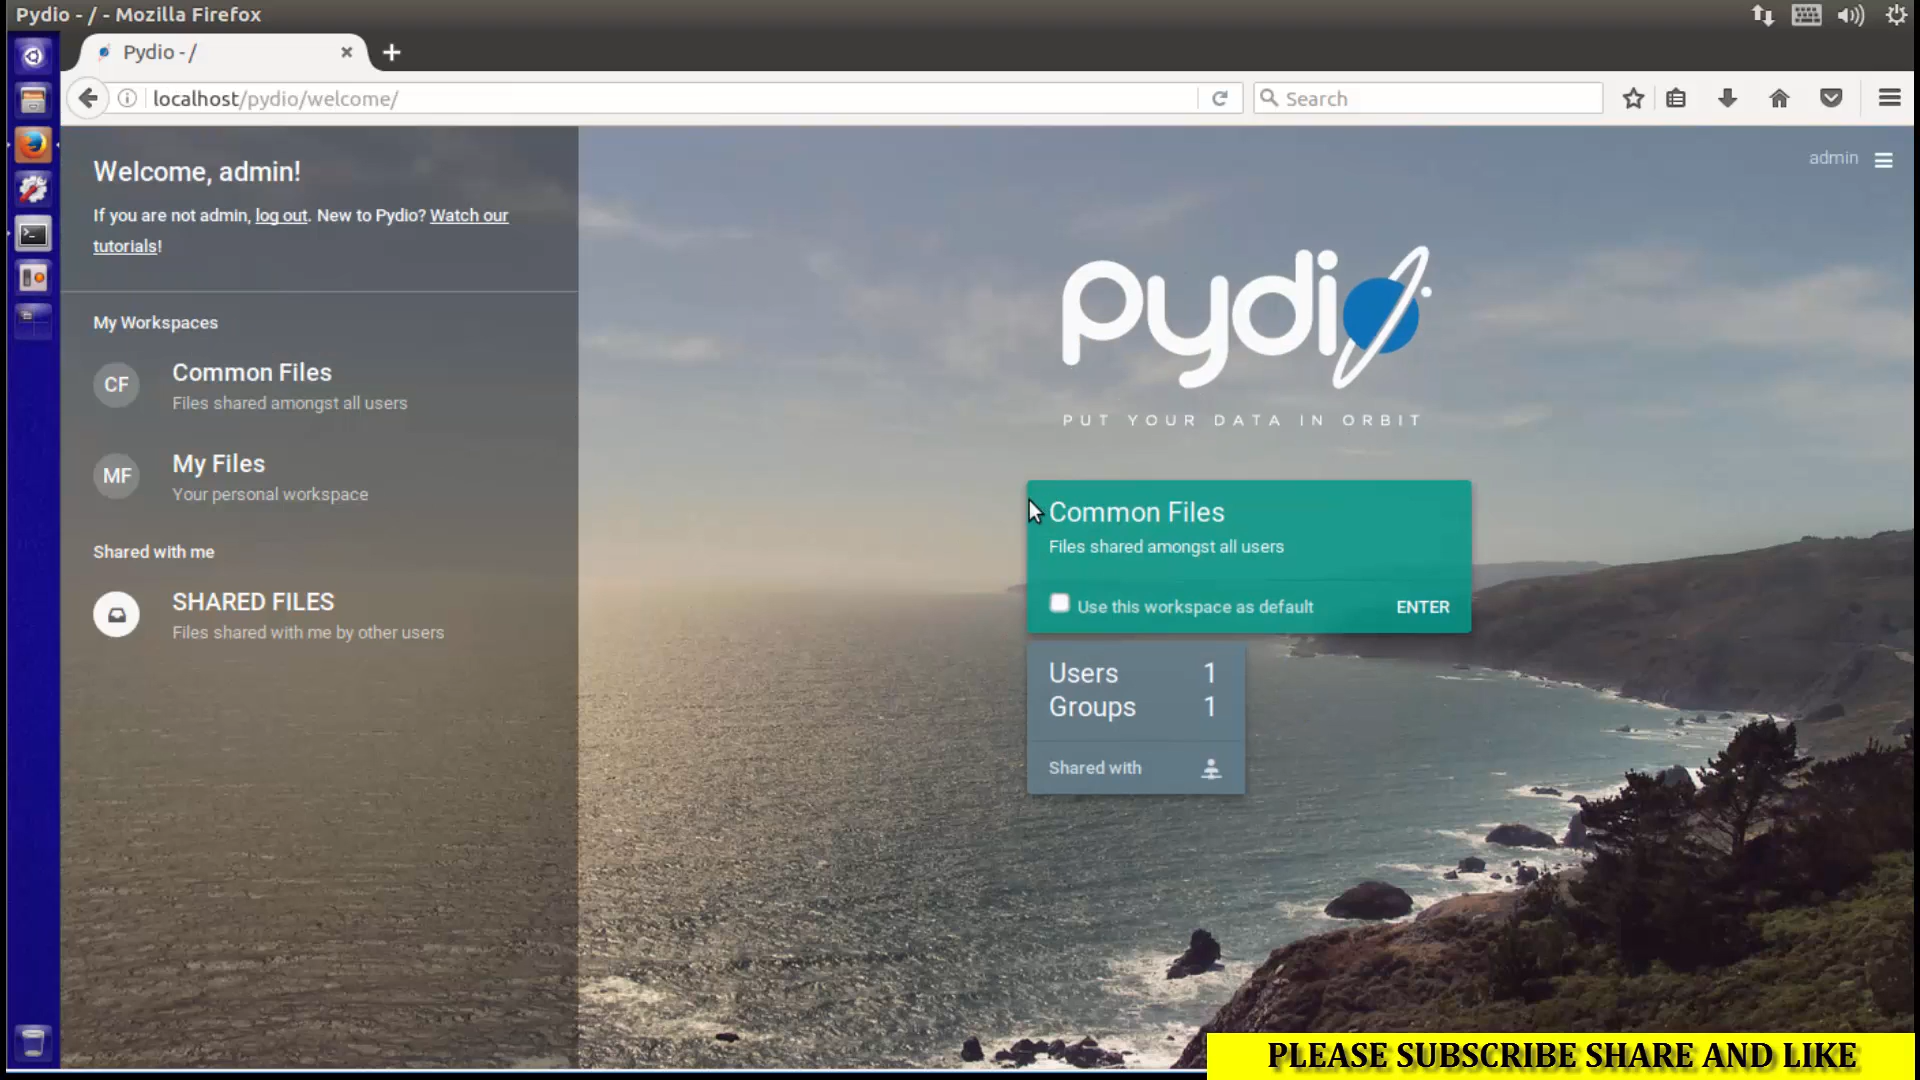 Pydio - / - Mozilla Firefox
Pydio - /
localhost/pydio/welcome/
Search
Welcome, admin!
If you are not admin, log out. New to Pydio? Watch our
tutorials!
My Workspaces
CF
Common Files
Files shared amongst all users
MF
My Files
Your personal workspace
Shared with me
SHARED FILES
Files shared with me by other users
admin
pydio
PUT YOUR DATA IN ORBIT
Common Files
Files shared amongst all users
Use this workspace as default
ENTER
Users 1
Groups 1
Shared with
PLEASE SUBSCRIBE SHARE AND LIKE